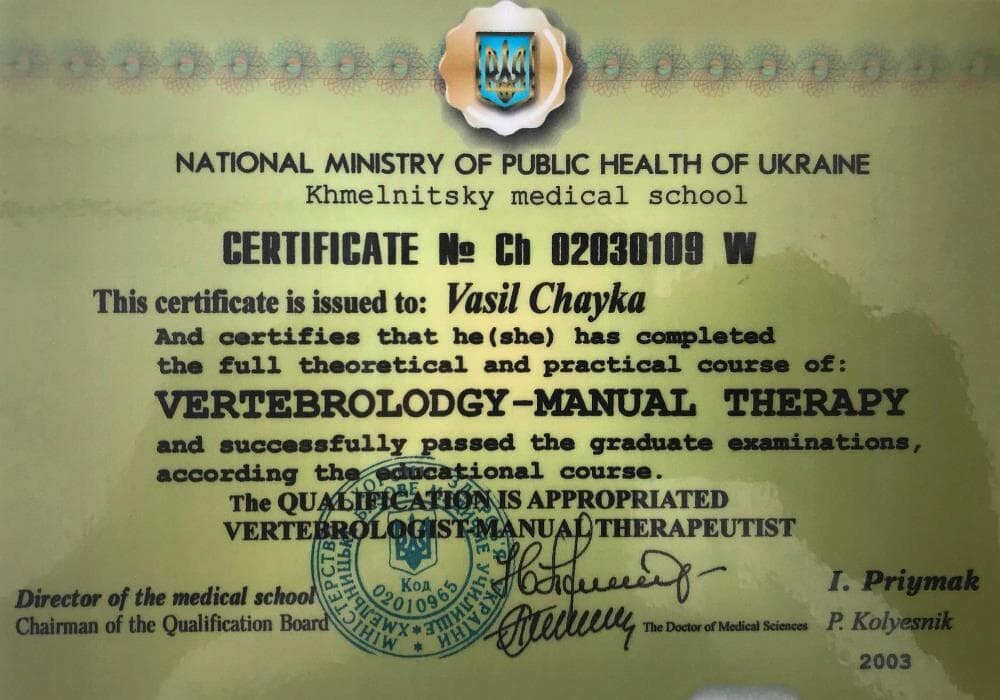 NATIONAL MINISTRY OF PUBLIC HEALTH OF UKRAINE
Khmelnitsky medical school
CERTIFICATE № Ch 02030109 W
This certificate is issued to: Vasil Chayka
And certifies that he(she) has completed
the full theoretical and practical course of:
VERTEBROLODGY-MANUAL THERAPY
and successfully passed the graduate examinations,
according the educational course.
The QUALIFICATION IS APPROPRIATED
VERTEBROLOGIST-MANUAL THERAPEUTIST
Код
02010965
Director of the medical school I. Priymak
Chairman of the Qualification Board The Doctor of Medical Sciences P. Kolyesnik
2003